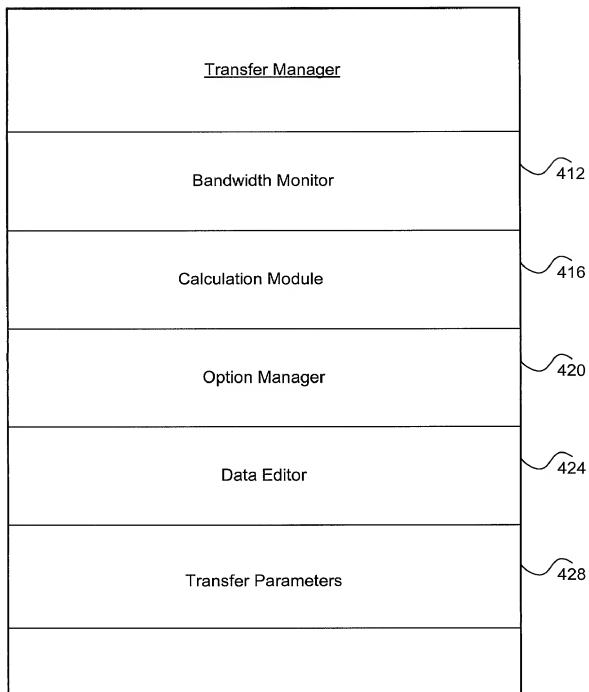 Transfer Manager
Bandwidth Monitor
412
Calculation Module
416
Option Manager
420
Data Editor
424
Transfer Parameters
428